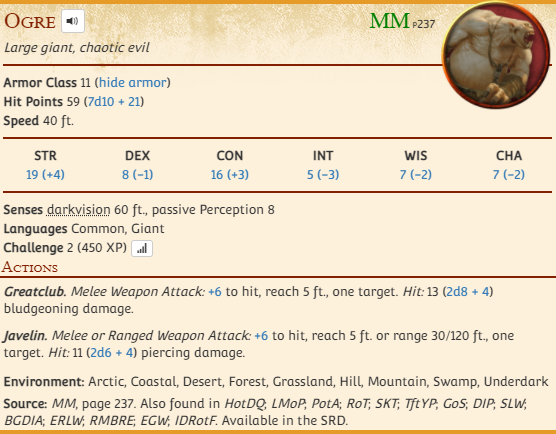 Ogre MM P237
Large giant, chaotic evil
Armor Class 11 (hide armor)
Hit Points 59 (7d10 + 21)
Speed 40 ft.
STR DEX CON INT WIS CHA
19 (+4) 8 (−1) 16 (+3) 5 (−3) 7 (−2) 7 (−2)
Senses darkvision 60 ft., passive Perception 8
Languages Common, Giant
Challenge 2 (450 XP)
Actions
Greatclub. Melee Weapon Attack: +6 to hit, reach 5 ft., one target. Hit: 13 (2d8 + 4)
bludgeoning damage.
Javelin. Melee or Ranged Weapon Attack: +6 to hit, reach 5 ft. or range 30/120 ft., one
target. Hit: 11 (2d6 + 4) piercing damage.
Environment: Arctic, Coastal, Desert, Forest, Grassland, Hill, Mountain, Swamp, Underdark
Source: MM, page 237. Also found in HotDQ; LMoP; PotA; RoT; SKT; TftYP; GoS; DIP; SLW;
BGDIA; ERLW; RMBRE; EGW; IDRotF. Available in the SRD.